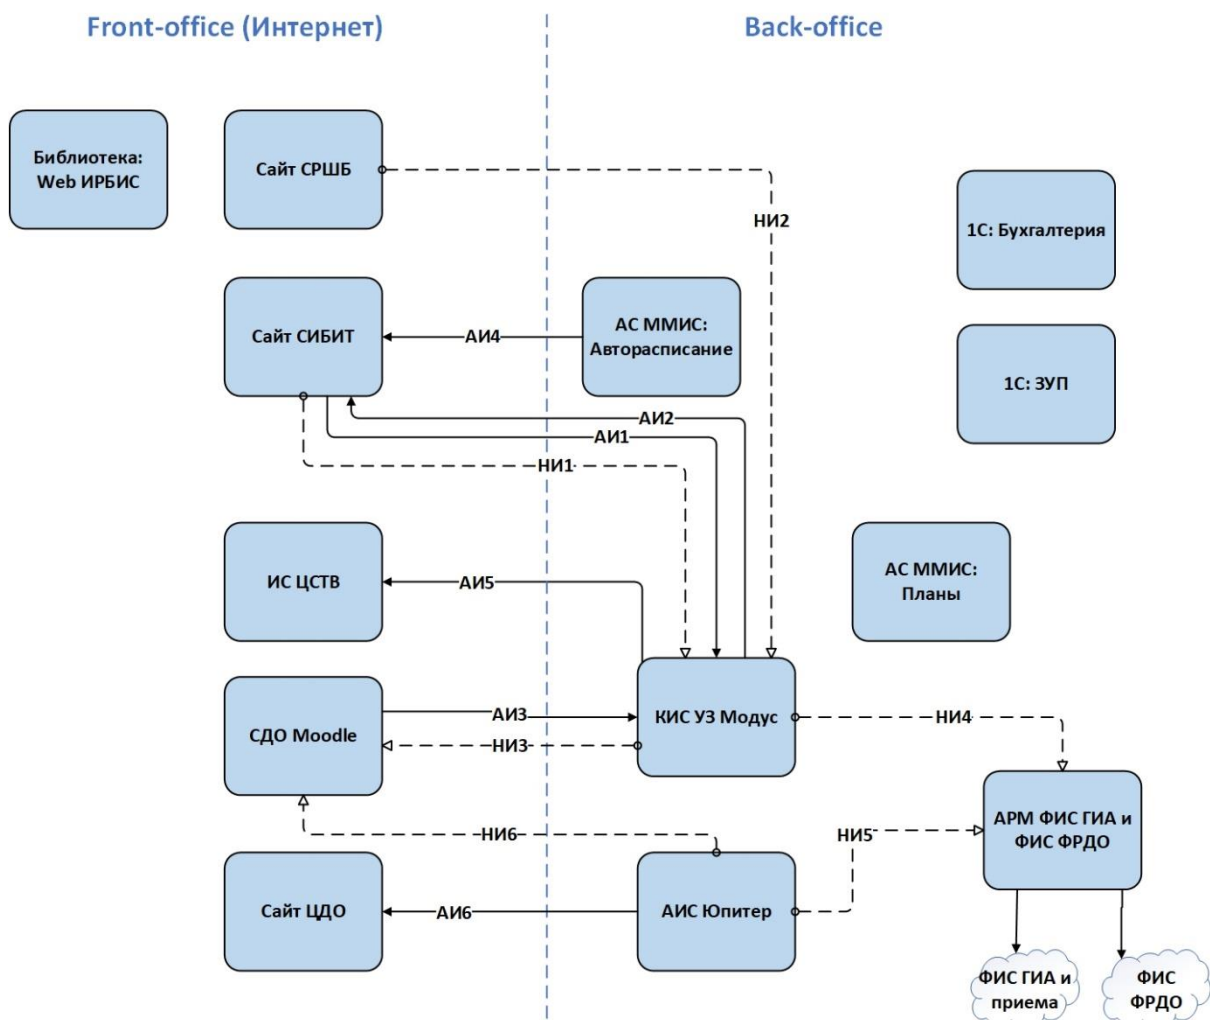 Front-office (Интернет)
Back-office
Библиотека:
Web ИРБИС
Сайт СРШБ
НИ2
1С: Бухгалтерия
Сайт СИБИТ
АИ4
АС ММИС:
Авторасписание
1С: ЗУП
АИ2
АИ1
НИ1
ИС ЦСТВ
АИ5
АС ММИС:
Планы
СДО Moodle
АИ3
НИ3
КИС УЗ Модус
НИ4
АРМ ФИС ГИА и
ФИС ФРДО
НИ6
НИ5
Сайт ЦДО
АИ6
АИС Юпитер
ФИС ГИА и
приема
ФИС
ФРДО